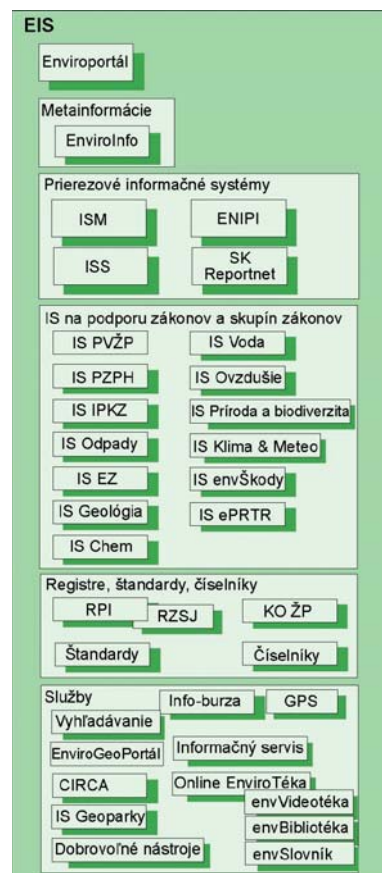 EIS
Enviroportál
Metainformácie
EnviroInfo
Prierezové informačné systémy
ISM
ENIPI
ISS
SK
Reportnet
IS na podporu zákonov a skupín zákonov
IS PVŽP
IS Voda
IS PZPH
IS Ovzdušie
IS IPKZ
IS Príroda a biodiverzita
IS Odpady
IS Klima & Meteo
IS EZ
IS envŠkody
IS Geológia
IS ePRTR
IS Chem
Registre, štandardy, číselníky
RPI
RZSJ
KO ŽP
Štandardy
Číselníky
Služby
Info-burza
GPS
Vyhľadávanie
EnviroGeoPortál
Informačný servis
CIRCA
Online EnviroTéka
envVideotéka
IS Geoparky
envBibliotéka
Dobrovoľné nástroje
envSlovník